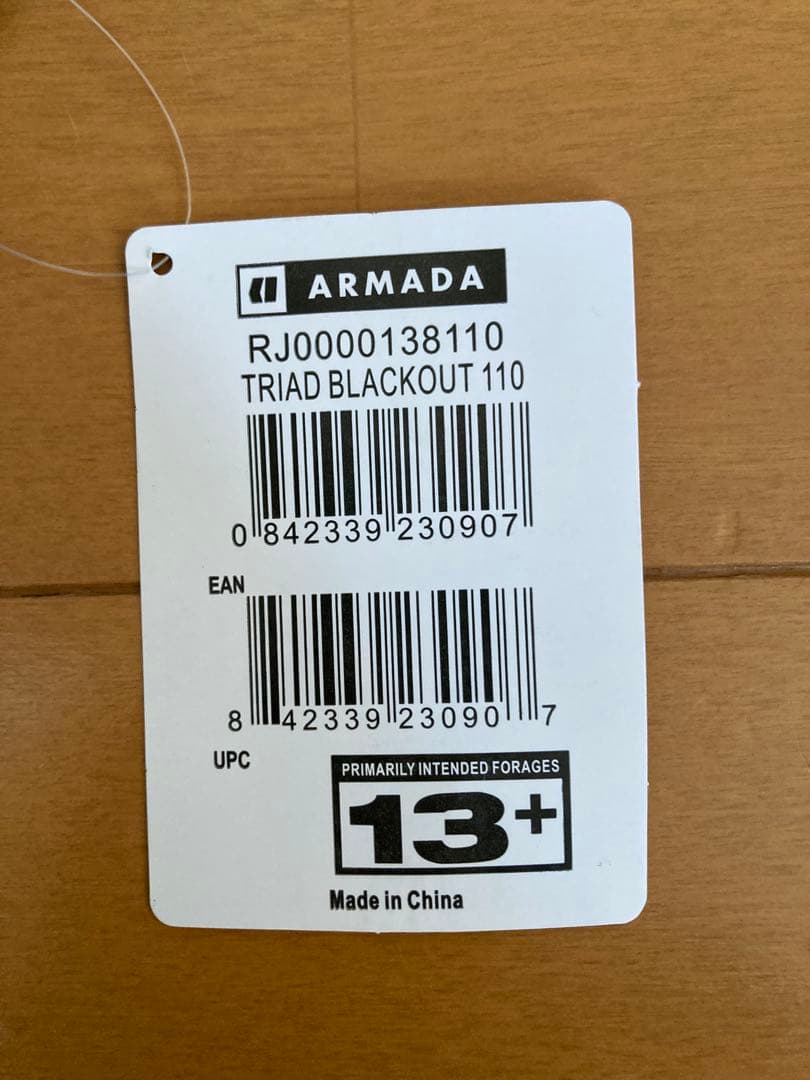 ARMADA
RJ0000138110
TRIAD BLACKOUT 110
0 842339 230907
EAN
8 42339 23090 7
UPC
PRIMARILY INTENDED FORAGES
13+
Made in China